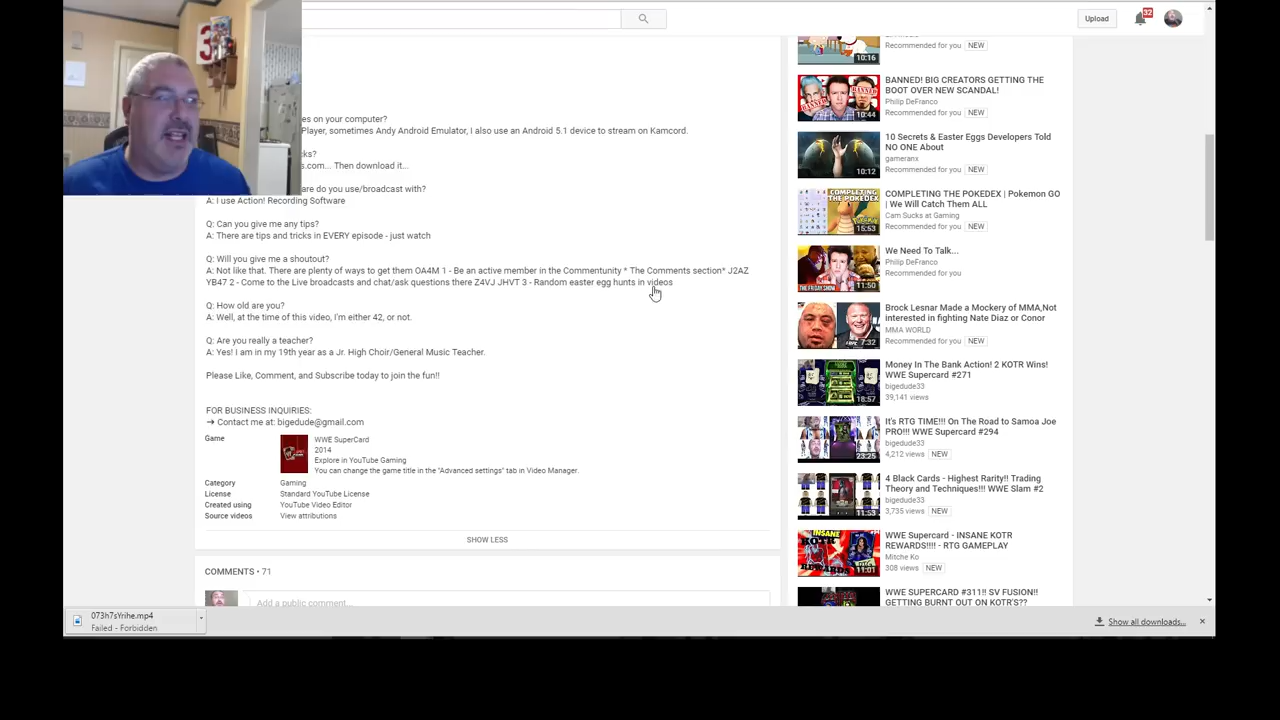 Upload
32
es on your computer?
Player, sometimes Andy Android Emulator, I also use an Android 5.1 device to stream on Kamcord.
cks?
s.com... Then download it...
are do you use/broadcast with?
A: I use Action! Recording Software
Q: Can you give me any tips?
A: There are tips and tricks in EVERY episode - just watch
Q: Will you give me a shoutout?
A: Not like that. There are plenty of ways to get them OA4M 1 - Be an active member in the Commentunity * The Comments section* J2AZ
YB47 2 - Come to the Live broadcasts and chat/ask questions there Z4VJ JHVT 3 - Random easter egg hunts in videos
Q: How old are you?
A: Well, at the time of this video, I'm either 42, or not.
Q: Are you really a teacher?
A: Yes! I am in my 19th year as a Jr. High Choir/General Music Teacher.
Please Like, Comment, and Subscribe today to join the fun!!
FOR BUSINESS INQUIRIES:
→ Contact me at: bigedude@gmail.com
Game
WWE SuperCard
2014
Explore in YouTube Gaming
You can change the game title in the "Advanced settings" tab in Video Manager.
Category Gaming
License Standard YouTube License
Created using YouTube Video Editor
Source videos View attributions
SHOW LESS
COMMENTS • 71
Add a public comment...
10:16
Recommended for you NEW
BANNED
BANNED
10:44
BANNED! BIG CREATORS GETTING THE
BOOT OVER NEW SCANDAL!
Philip DeFranco
Recommended for you NEW
10:12
10 Secrets & Easter Eggs Developers Told
NO ONE About
gameranx
Recommended for you NEW
COMPLETING
THE POKEDEX
15:53
COMPLETING THE POKEDEX | Pokemon GO
| We Will Catch Them ALL
Cam Sucks at Gaming
Recommended for you NEW
THE FRIDAY SHOW
11:50
We Need To Talk...
Philip DeFranco
Recommended for you
7:32
Brock Lesnar Made a Mockery of MMA,Not
interested in fighting Nate Diaz or Conor
MMA WORLD
Recommended for you NEW
18:57
Money In The Bank Action! 2 KOTR Wins!
WWE Supercard #271
bigedude33
39,141 views
23:25
It's RTG TIME!!! On The Road to Samoa Joe
PRO!!! WWE Supercard #294
bigedude33
4,212 views NEW
11:53
4 Black Cards - Highest Rarity!! Trading
Theory and Techniques!!! WWE Slam #2
bigedude33
3,735 views NEW
INSANE
KOTR
REWARDS!!!
11:01
WWE Supercard - INSANE KOTR
REWARDS!!!! - RTG GAMEPLAY
Mitche Ko
308 views NEW
WWE SUPERCARD #311!! SV FUSION!!
GETTING BURNT OUT ON KOTR'S??
073h7sYrihe.mp4
Failed - Forbidden
Show all downloads...